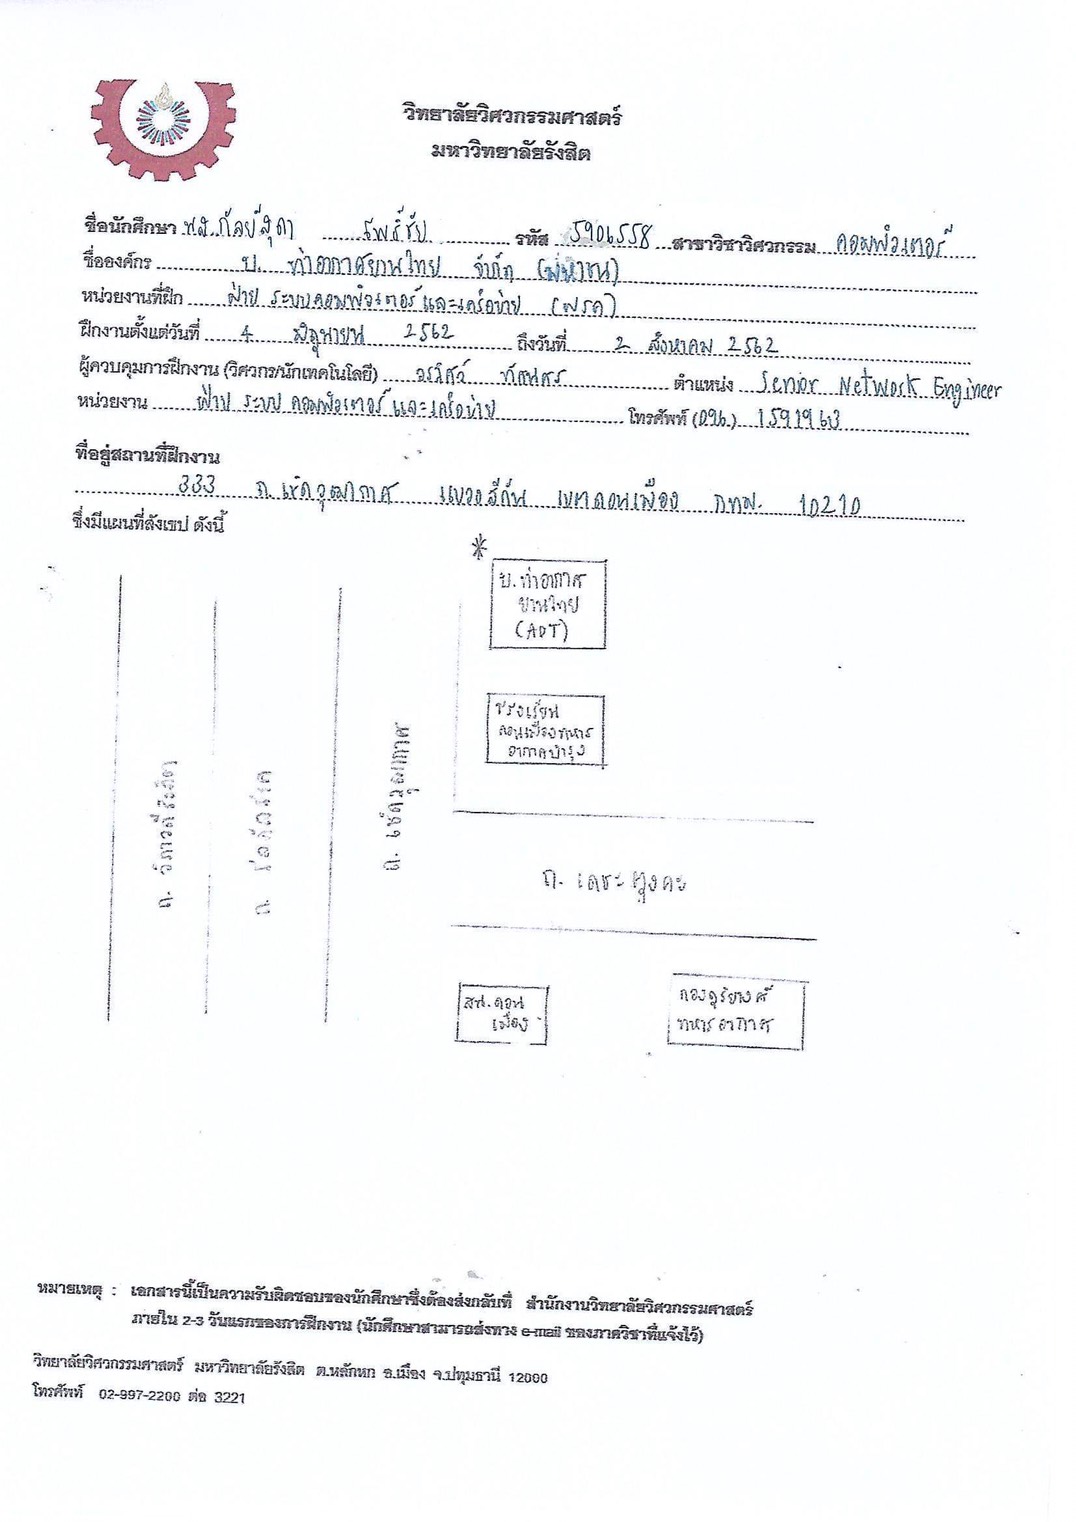 วิทยาลัยวิศวกรรมศาสตร์
มหาวิทยาลัยรังสิต
ชื่อนักศึกษา นส.กัลย์สุดา โพธิ์ชัย รหัส 5906558 สาขาวิชาวิศวกรรม คอมพิวเตอร์
ชื่อองค์กร บ. ท่าอากาศยานไทย จำกัด (มหาชน)
หน่วยงานที่ฝึก ฝ่าย ระบบคอมพิวเตอร์และเครือข่าย
ฝึกงานตั้งแต่วันที่ 4 มิถุนายน 2562 ถึงวันที่ 2 สิงหาคม 2562
ผู้ควบคุมการฝึกงาน (วิศวกร/นักเทคโนโลยี) ตำแหน่ง Senior Network Engineer
หน่วยงาน ฝ่าย ระบบ คอมพิวเตอร์ และเครือข่าย โทรศัพท์ (096) 1591963
ที่อยู่สถานที่ฝึกงาน
333 ถ.เชิดวุฒากาศ แขวงสีกัน เขตดอนเมือง กทม. 10210
ซึ่งมีแผนที่สังเขป ดังนี้
*
บ.ท่าอากาศ
ยานไทย
(AOT)
โรงเรียน
ดอนเมืองทหาร
อากาศบำรุง
ถ. วิภาวดีรังสิต
ถ. โลคัลโรด
ถ. เชิดวุฒากาศ
ถ. เดชะตุงคะ
สน.ดอน
เมือง
กองดุริยางค์
ทหารอากาศ
หมายเหตุ : เอกสารนี้เป็นความรับผิดชอบของนักศึกษาซึ่งต้องส่งกลับที่ สำนักงานวิทยาลัยวิศวกรรมศาสตร์
ภายใน 2-3 วันแรกของการฝึกงาน (นักศึกษาสามารถส่งทาง e-mail ของภาควิชาที่แจ้งไว้)
วิทยาลัยวิศวกรรมศาสตร์ มหาวิทยาลัยรังสิต ต.หลักหก อ.เมือง จ.ปทุมธานี 12000
โทรศัพท์ 02-997-2200 ต่อ 3221